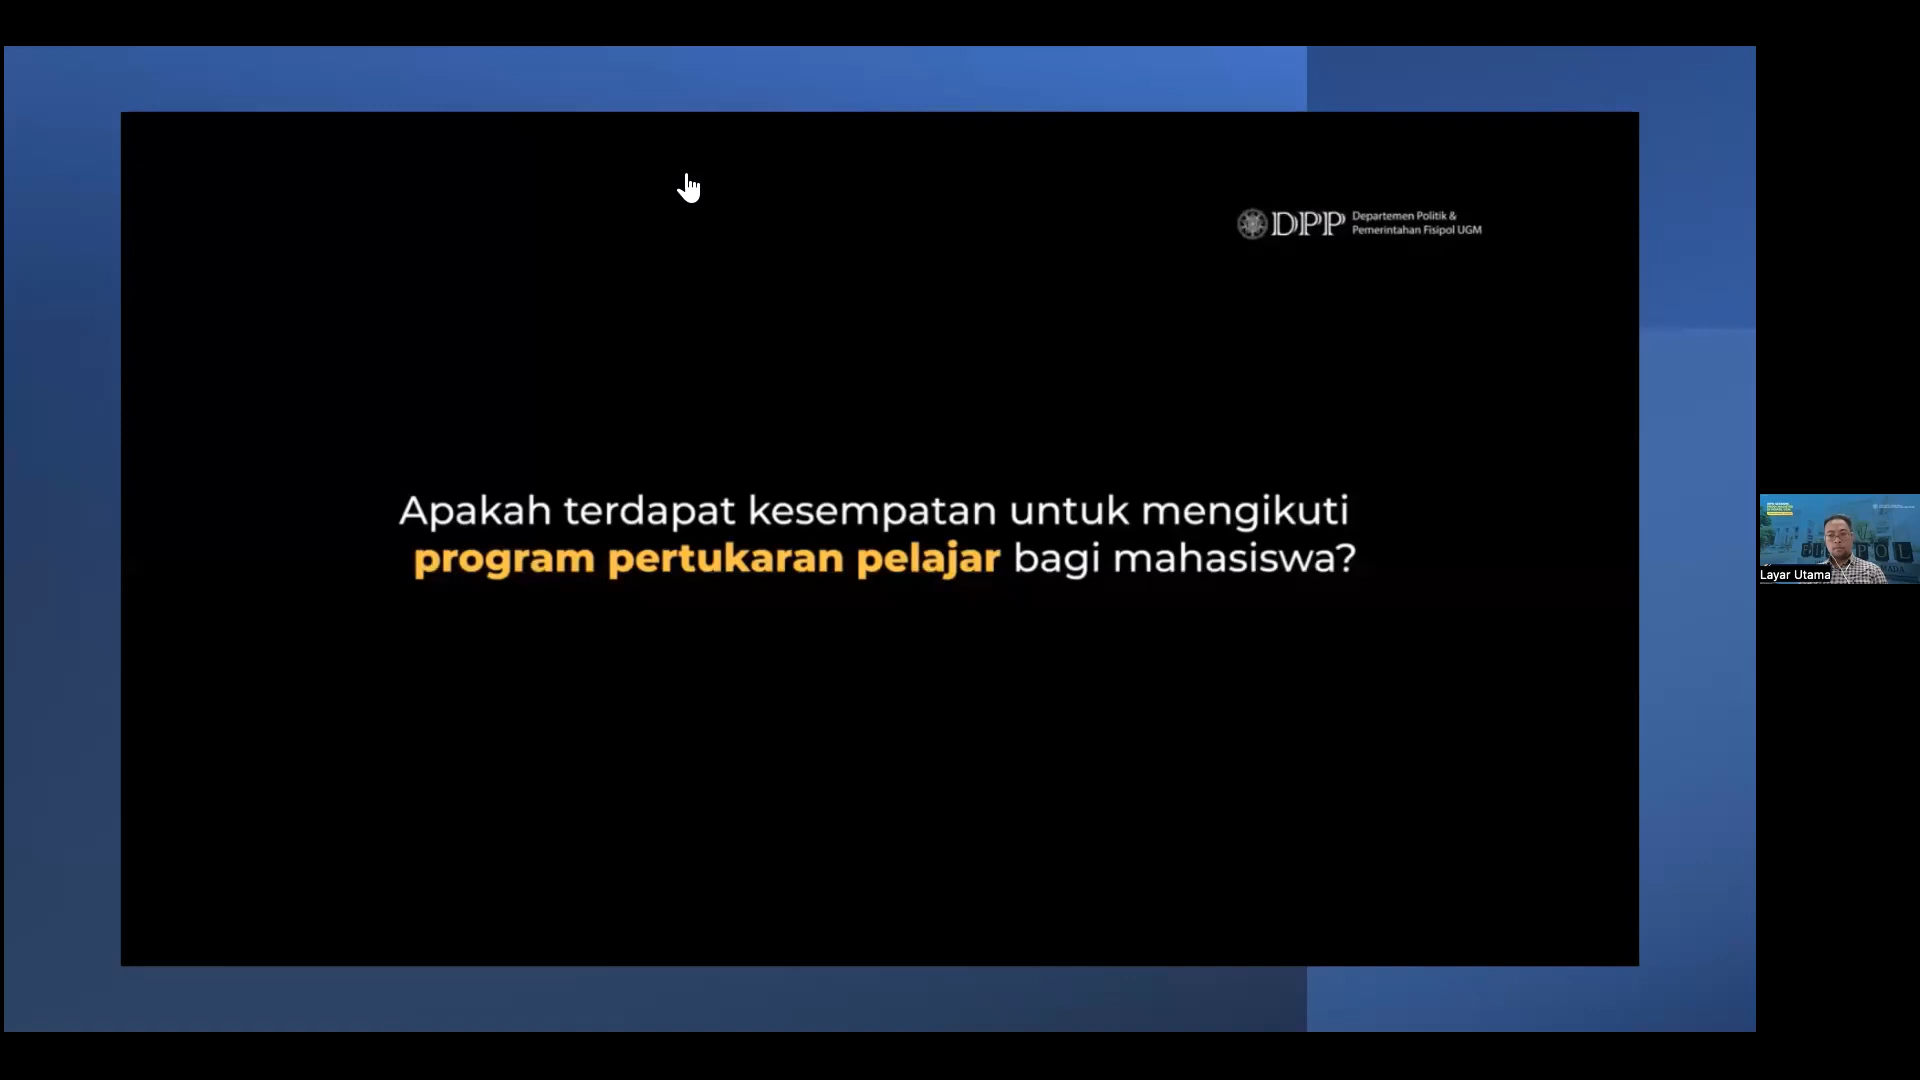 DPP
Departemen Politik &
Pemerintahan Fisipol UGM
Apakah terdapat kesempatan untuk mengikuti
program pertukaran pelajar bagi mahasiswa?
Layar Utama